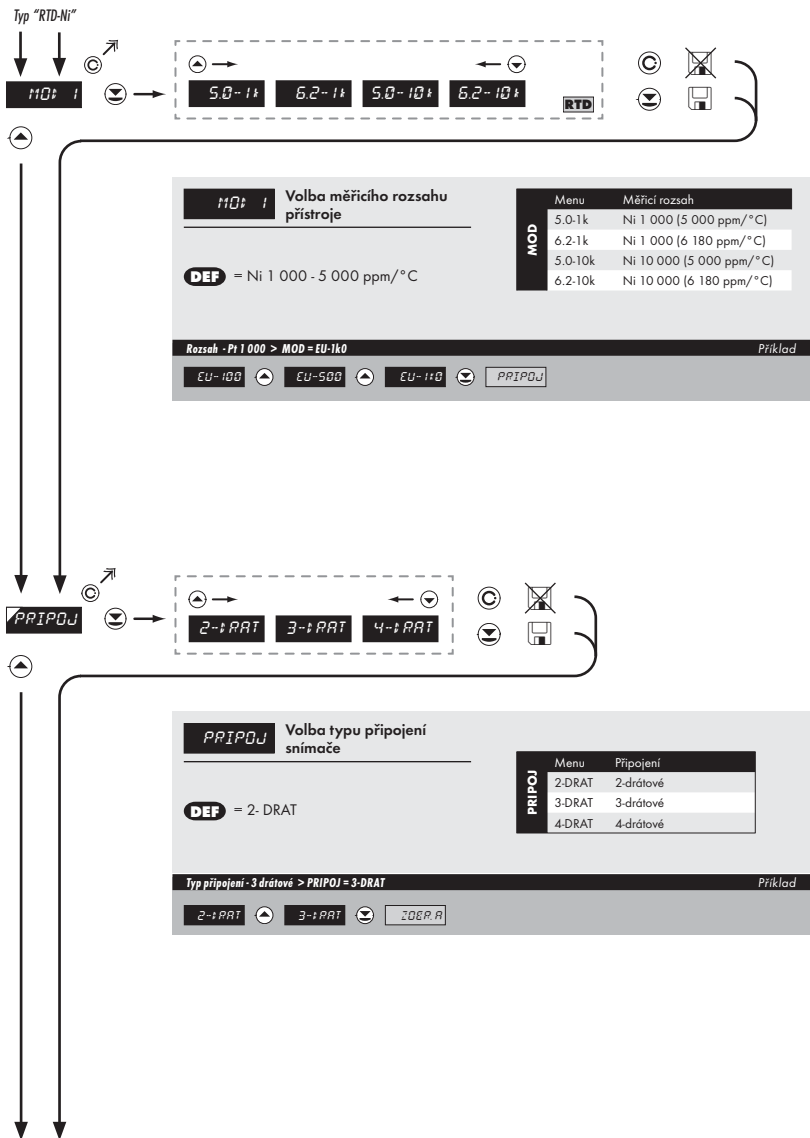 Typ “RTD-Ni”
MOD 1
5.0-1k 6.2-1k 5.0-10k 6.2-10k
RTD
MOD 1 Volba měřicího rozsahu
přístroje
DEF = Ni 1 000 - 5 000 ppm/°C
MOD
Menu Měřicí rozsah
5.0-1k Ni 1 000 (5 000 ppm/°C)
6.2-1k Ni 1 000 (6 180 ppm/°C)
5.0-10k Ni 10 000 (5 000 ppm/°C)
6.2-10k Ni 10 000 (6 180 ppm/°C)
Rozsah - Pt 1 000 > MOD = EU-1k0 Příklad
EU-100 EU-500 EU-1k0 PRIPOJ
PRIPOJ
2-DRAT 3-DRAT 4-DRAT
PRIPOJ Volba typu připojení
snímače
DEF = 2- DRAT
PRIPOJ
Menu Připojení
2-DRAT 2-drátové
3-DRAT 3-drátové
4-DRAT 4-drátové
Typ připojení - 3 drátové > PRIPOJ = 3-DRAT Příklad
2-DRAT 3-DRAT ZOBR. A